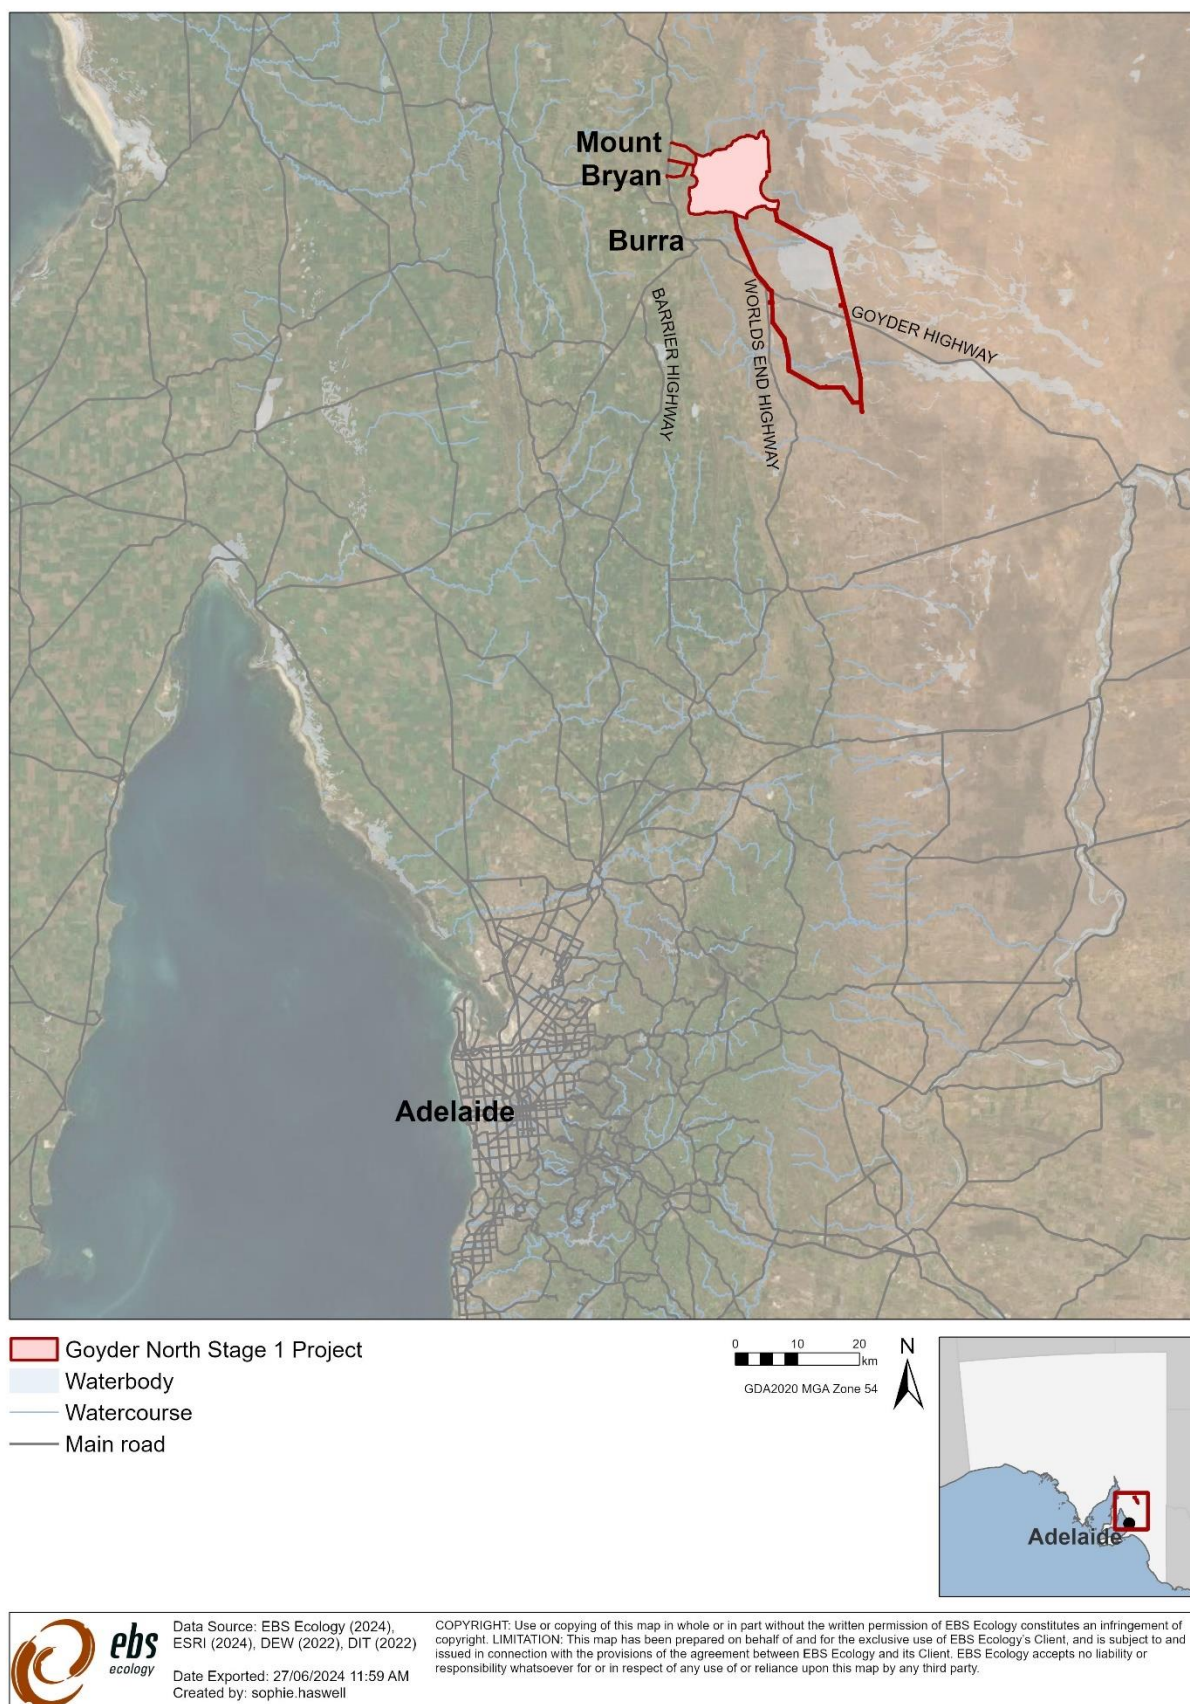 Mount
Bryan
Burra
BARRIER HIGHWAY
WORLDS END HIGHWAY
GOYDER HIGHWAY
Adelaide
Goyder North Stage 1 Project
Waterbody
Watercourse
Main road
0 10 20
km
GDA2020 MGA Zone 54
N
Adelaide
ebs
ecology
Data Source: EBS Ecology (2024),
ESRI (2024), DEW (2022), DIT (2022)
Date Exported: 27/06/2024 11:59 AM
Created by: sophie.haswell
COPYRIGHT: Use or copying of this map in whole or in part without the written permission of EBS Ecology constitutes an infringement of
copyright. LIMITATION: This map has been prepared on behalf of and for the exclusive use of EBS Ecology's Client, and is subject to and
issued in connection with the provisions of the agreement between EBS Ecology and its Client. EBS Ecology accepts no liability or
responsibility whatsoever for or in respect of any use of or reliance upon this map by any third party.